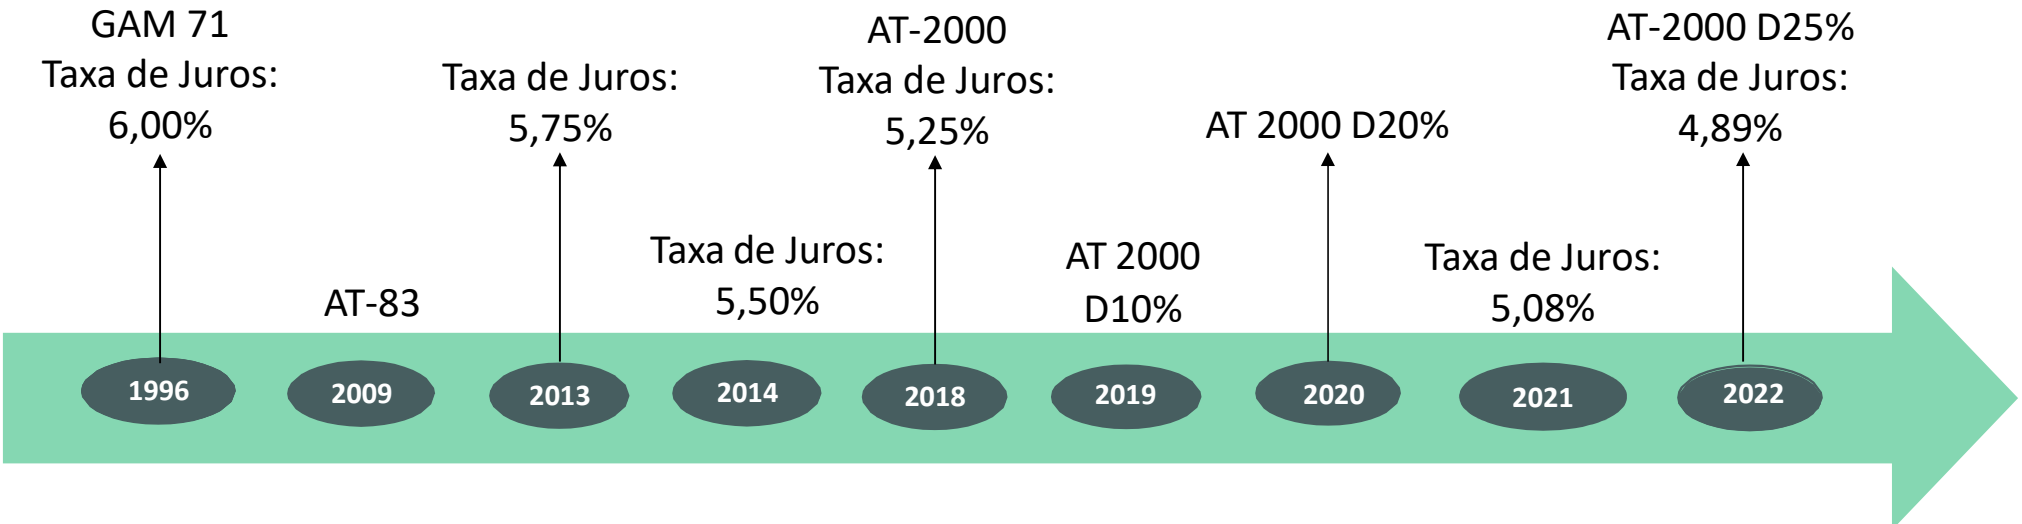 GAM 71
Taxa de Juros:
6,00%
AT-83
Taxa de Juros:
5,75%
Taxa de Juros:
5,50%
AT-2000
Taxa de Juros:
5,25%
AT 2000
D10%
AT 2000 D20%
Taxa de Juros:
5,08%
AT-2000 D25%
Taxa de Juros:
4,89%
1996
2009
2013
2014
2018
2019
2020
2021
2022